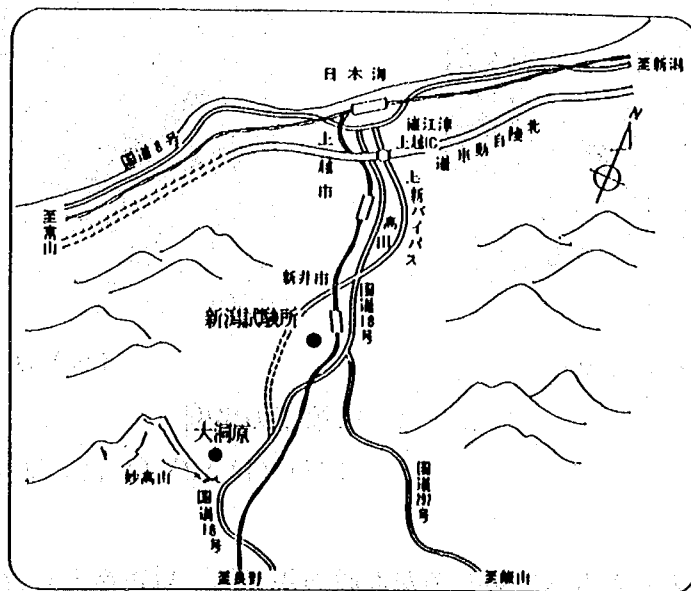 日本海
至新潟
直江津
上越IC
北陸自動車道
国道8号
上越市
上新バイパス
高田
至富山
新井市
国道18号
新潟試験所
大洞原
妙高山
国道18号
国道292号
至長野
至飯山
N